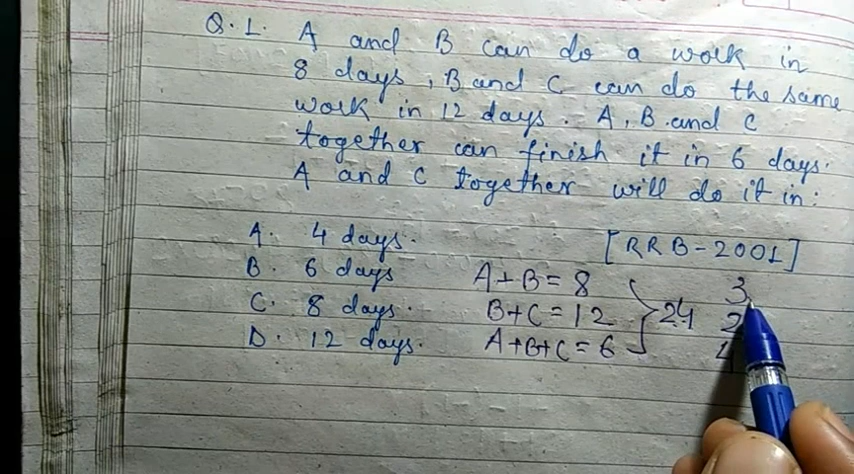 Q. 1. A and B can do a work in
8 days, B and C can do the same
work in 12 days. A, B and C
together can finish it in 6 days.
A and C together will do it in:
[RRB-2001]
A. 4 days.
B. 6 days
C. 8 days.
D. 12 days.
A+B = 8
B+C = 12
A+B+C = 6
24
3
2
4